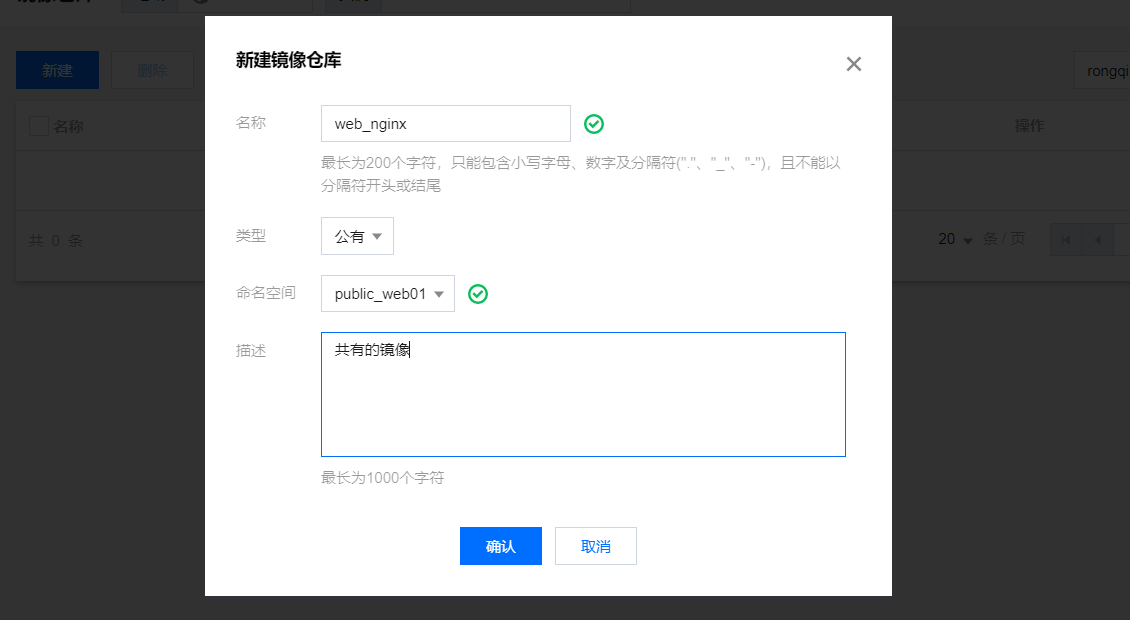 新建镜像仓库
新建
删除
rongqi
名称
操作
共 0 条
20 条 / 页
名称 web_nginx
最长为200个字符，只能包含小写字母、数字及分隔符("."、"_"、"-")，且不能以
分隔符开头或结尾
类型 公有
命名空间 public_web01
描述 共有的镜像
最长为1000个字符
确认 取消